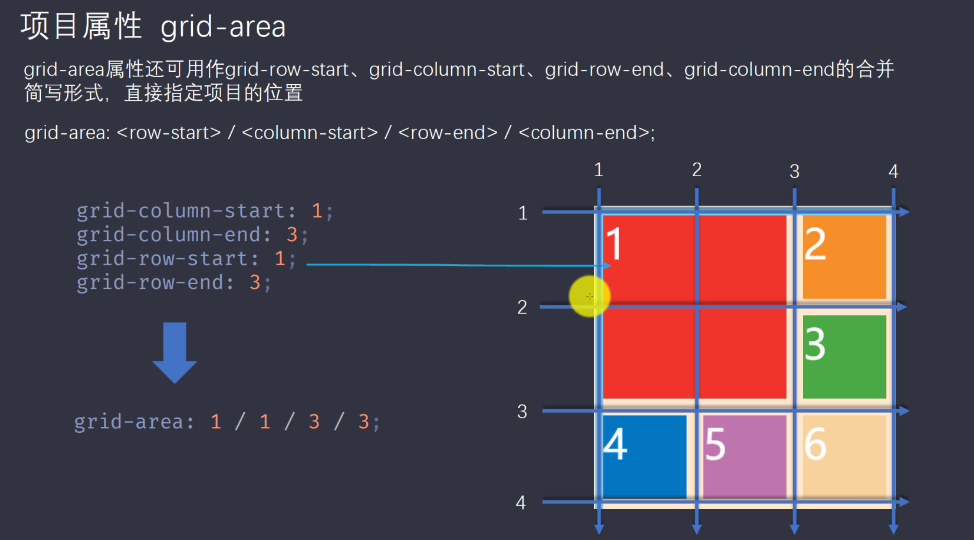 项目属性 grid-area
grid-area属性还可用作grid-row-start、grid-column-start、grid-row-end、grid-column-end的合并
简写形式，直接指定项目的位置
grid-area: <row-start> / <column-start> / <row-end> / <column-end>;
grid-column-start: 1;
grid-column-end: 3;
grid-row-start: 1;
grid-row-end: 3;
grid-area: 1 / 1 / 3 / 3;
1 2 3 4
1
1 2
2
3
3
4 5 6
4